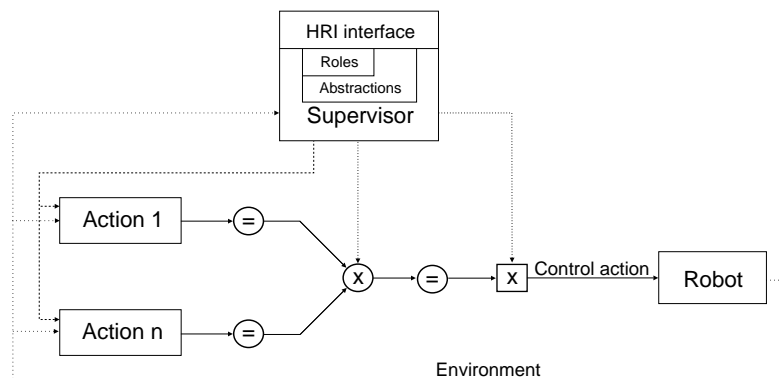 HRI interface
Roles
Abstractions
Supervisor
Action 1
=
x
=
x
Control action
Robot
Action n
=
Environment